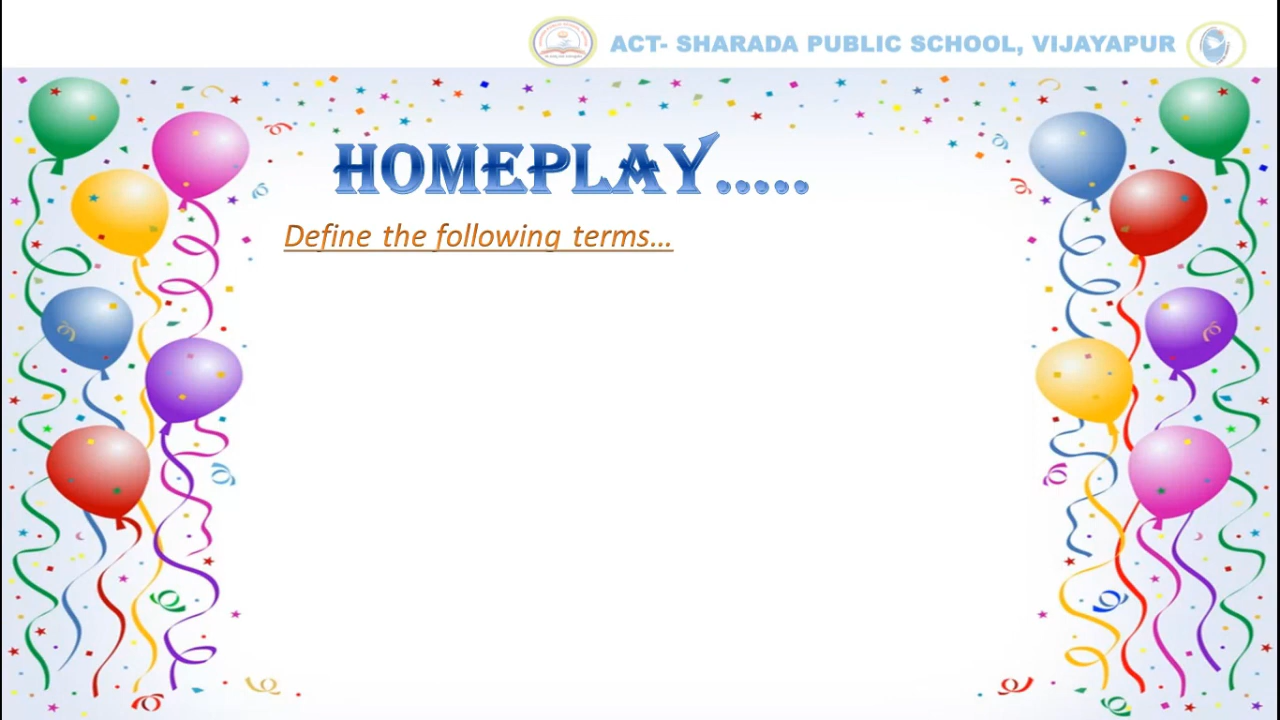 ACT- SHARADA PUBLIC SCHOOL, VIJAYAPUR
HOMEPLAY.....
Define the following terms...